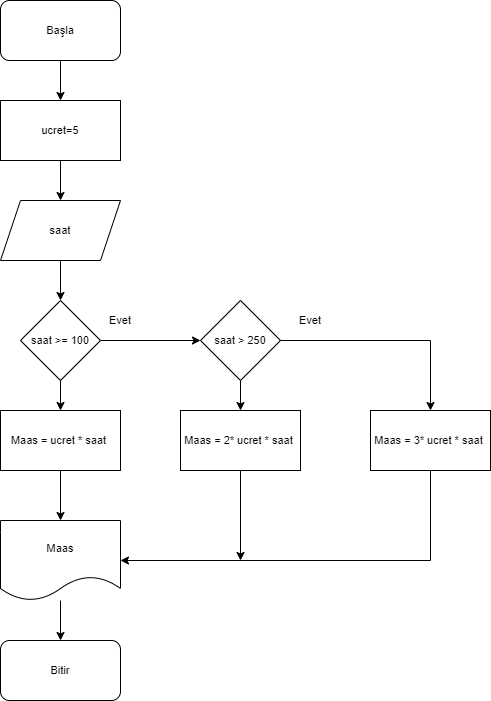 Başla
ucret=5
saat
saat >= 100
Evet
saat > 250
Evet
Maas = ucret * saat
Maas = 2* ucret * saat
Maas = 3* ucret * saat
Maas
Bitir